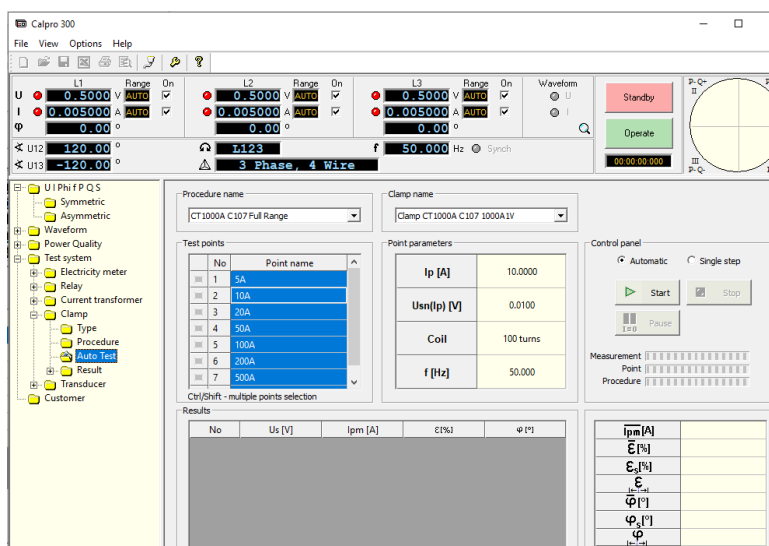 Calpro 300
File View Options Help
L1 Range On L2 Range On L3 Range On Waveform
U 0.5000 V AUTO 0.5000 V AUTO 0.5000 V AUTO U
I 0.005000 A AUTO 0.005000 A AUTO 0.005000 A AUTO I
φ 0.00 ° 0.00 ° 0.00 °
∢ U12 120.00 ° L123 f 50.000 Hz Synch
∢ U13 -120.00 ° 3 Phase, 4 Wire
Standby
Operate
00:00:00:000
P- Q+
II
III
P- Q-
U I Phi f P Q S
Symmetric
Asymmetric
Waveform
Power Quality
Test system
Electricity meter
Relay
Current transformer
Clamp
Type
Procedure
Auto Test
Result
Transducer
Customer
Procedure name
CT1000A C107 Full Range
Clamp name
Clamp CT1000A C107 1000A1V
Test points
No Point name
1 5A
2 10A
3 20A
4 50A
5 100A
6 200A
7 500A
Ctrl/Shift - multiple points selection
Point parameters
Ip [A] 10.0000
Usn(Ip) [V] 0.0100
Coil 100 turns
f [Hz] 50.000
Control panel
Automatic Single step
Start Stop
I=0 Pause
Measurement
Point
Procedure
Results
No Us [V] Ipm [A] ε[%] φ [°]
Ipm [A]
ε[%]
εs[%]
ε
φ[°]
φs[°]
φ